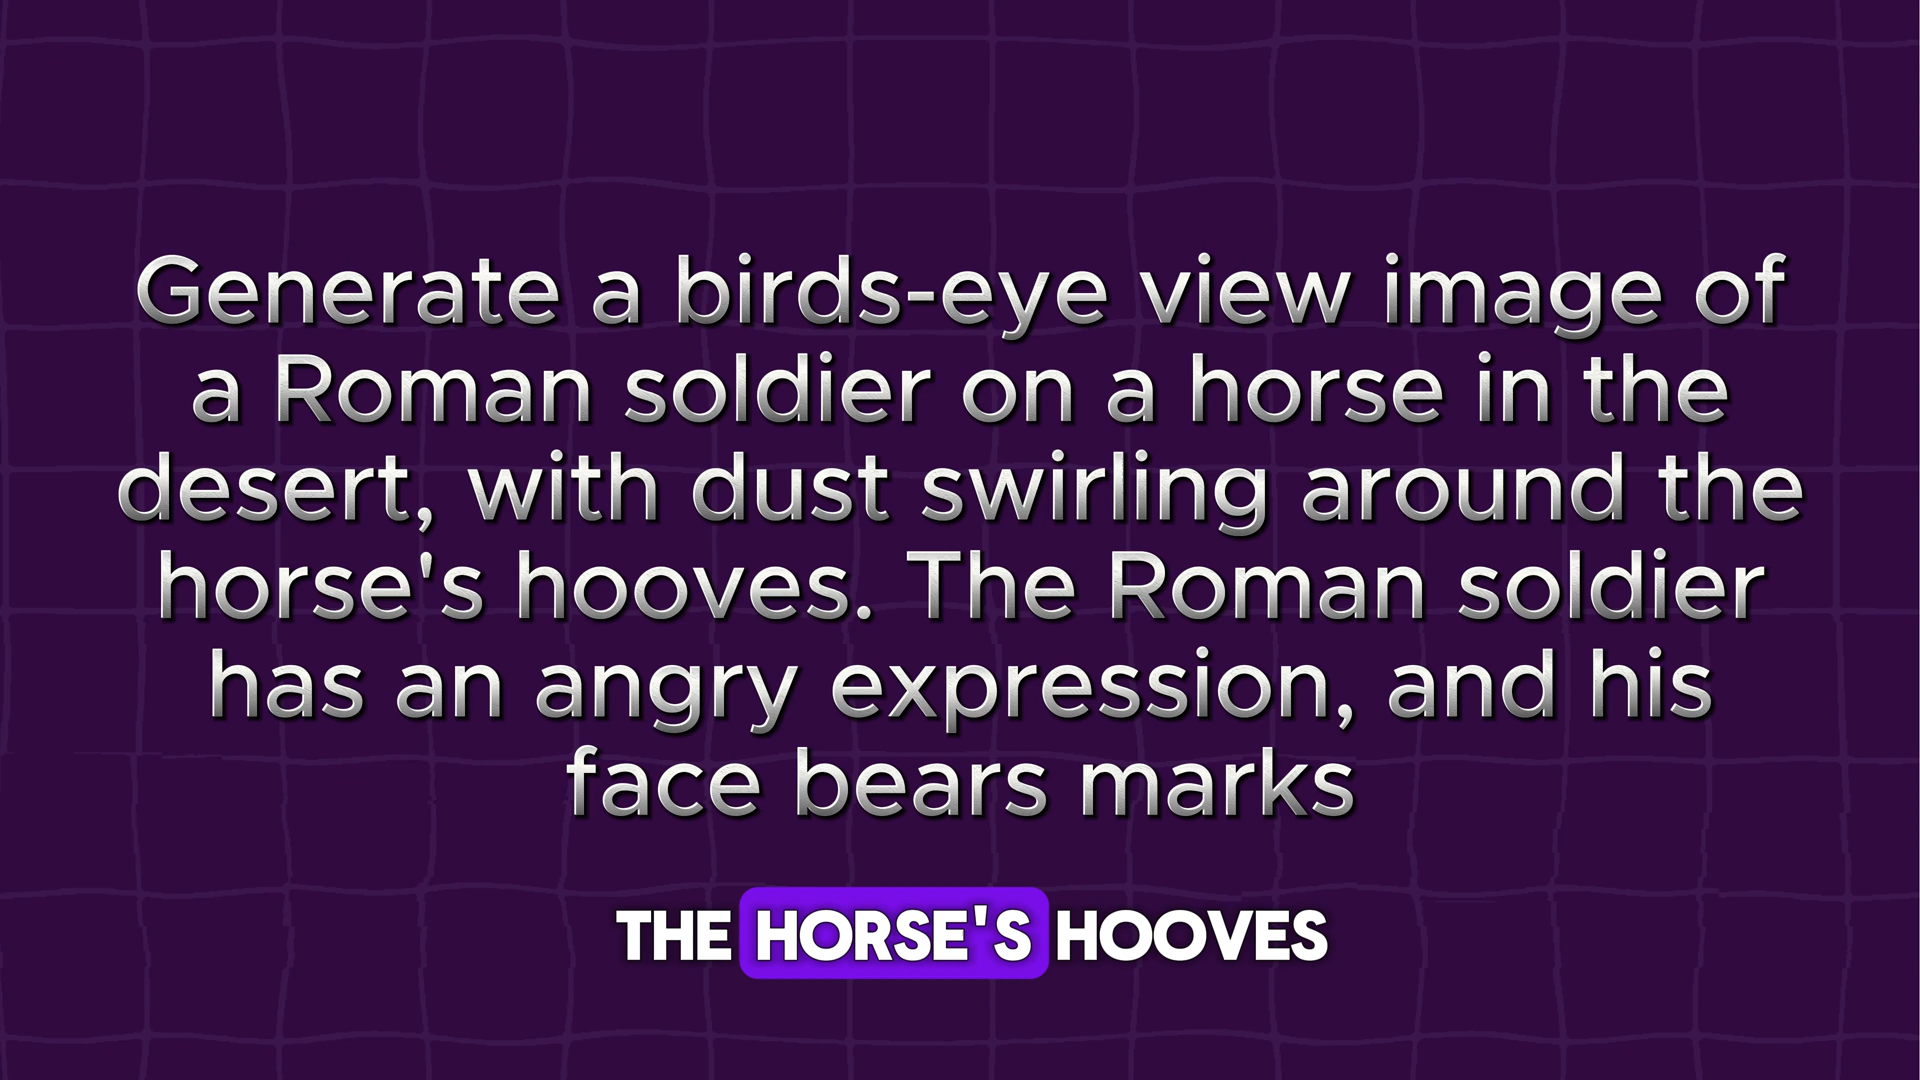 Generate a birds-eye view image of
a Roman soldier on a horse in the
desert, with dust swirling around the
horse's hooves. The Roman soldier
has an angry expression, and his
face bears marks
THE HORSE'S HOOVES